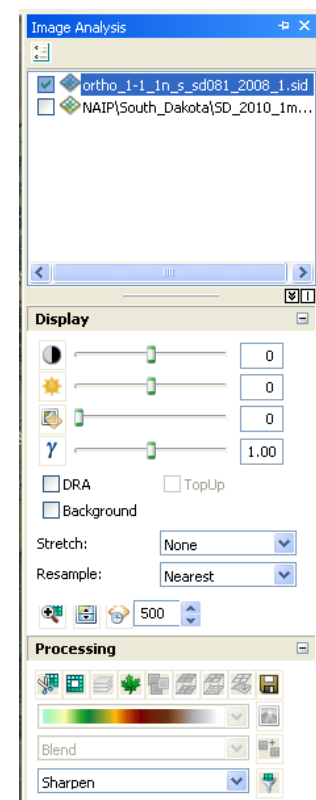 Image Analysis
ortho_1-1_1n_s_sd081_2008_1.sid
NAIP\South_Dakota\SD_2010_1m...
Display
0
0
0
γ 1.00
DRA TopUp
Background
Stretch: None
Resample: Nearest
500
Processing
Blend
Sharpen